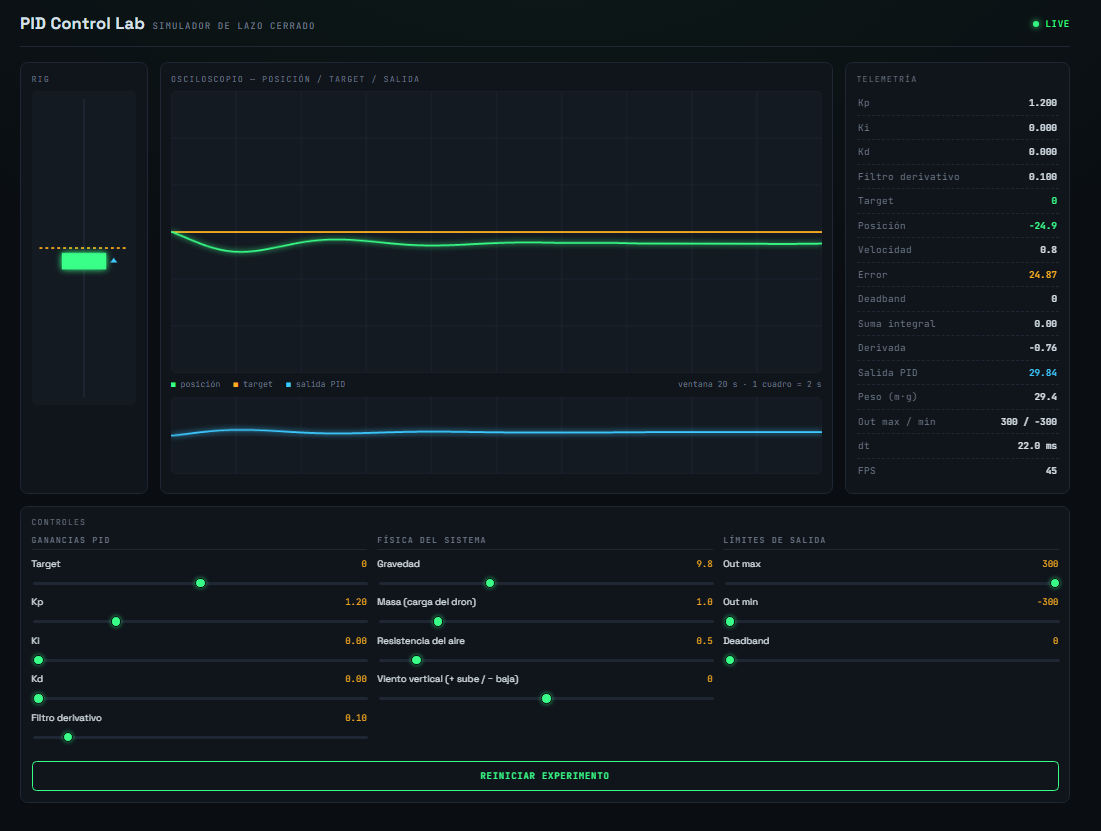 PID Control Lab SIMULADOR DE LAZO CERRADO
LIVE
RIG
OSCILOSCOPIO — POSICIÓN / TARGET / SALIDA
posición target salida PID
ventana 20 s · 1 cuadro = 2 s
TELEMETRÍA
Kp 1.200
Ki 0.000
Kd 0.000
Filtro derivativo 0.100
Target 0
Posición -24.9
Velocidad 0.8
Error 24.87
Deadband 0
Suma integral 0.00
Derivada -0.76
Salida PID 29.84
Peso (m·g) 29.4
Out max / min 300 / -300
dt 22.0 ms
FPS 45
CONTROLES
GANANCIAS PID
Target 0
Kp 1.20
Ki 0.00
Kd 0.00
Filtro derivativo 0.10
FÍSICA DEL SISTEMA
Gravedad 9.8
Masa (carga del dron) 1.0
Resistencia del aire 0.5
Viento vertical (+ sube / − baja) 0
LÍMITES DE SALIDA
Out max 300
Out min -300
Deadband 0
REINICIAR EXPERIMENTO